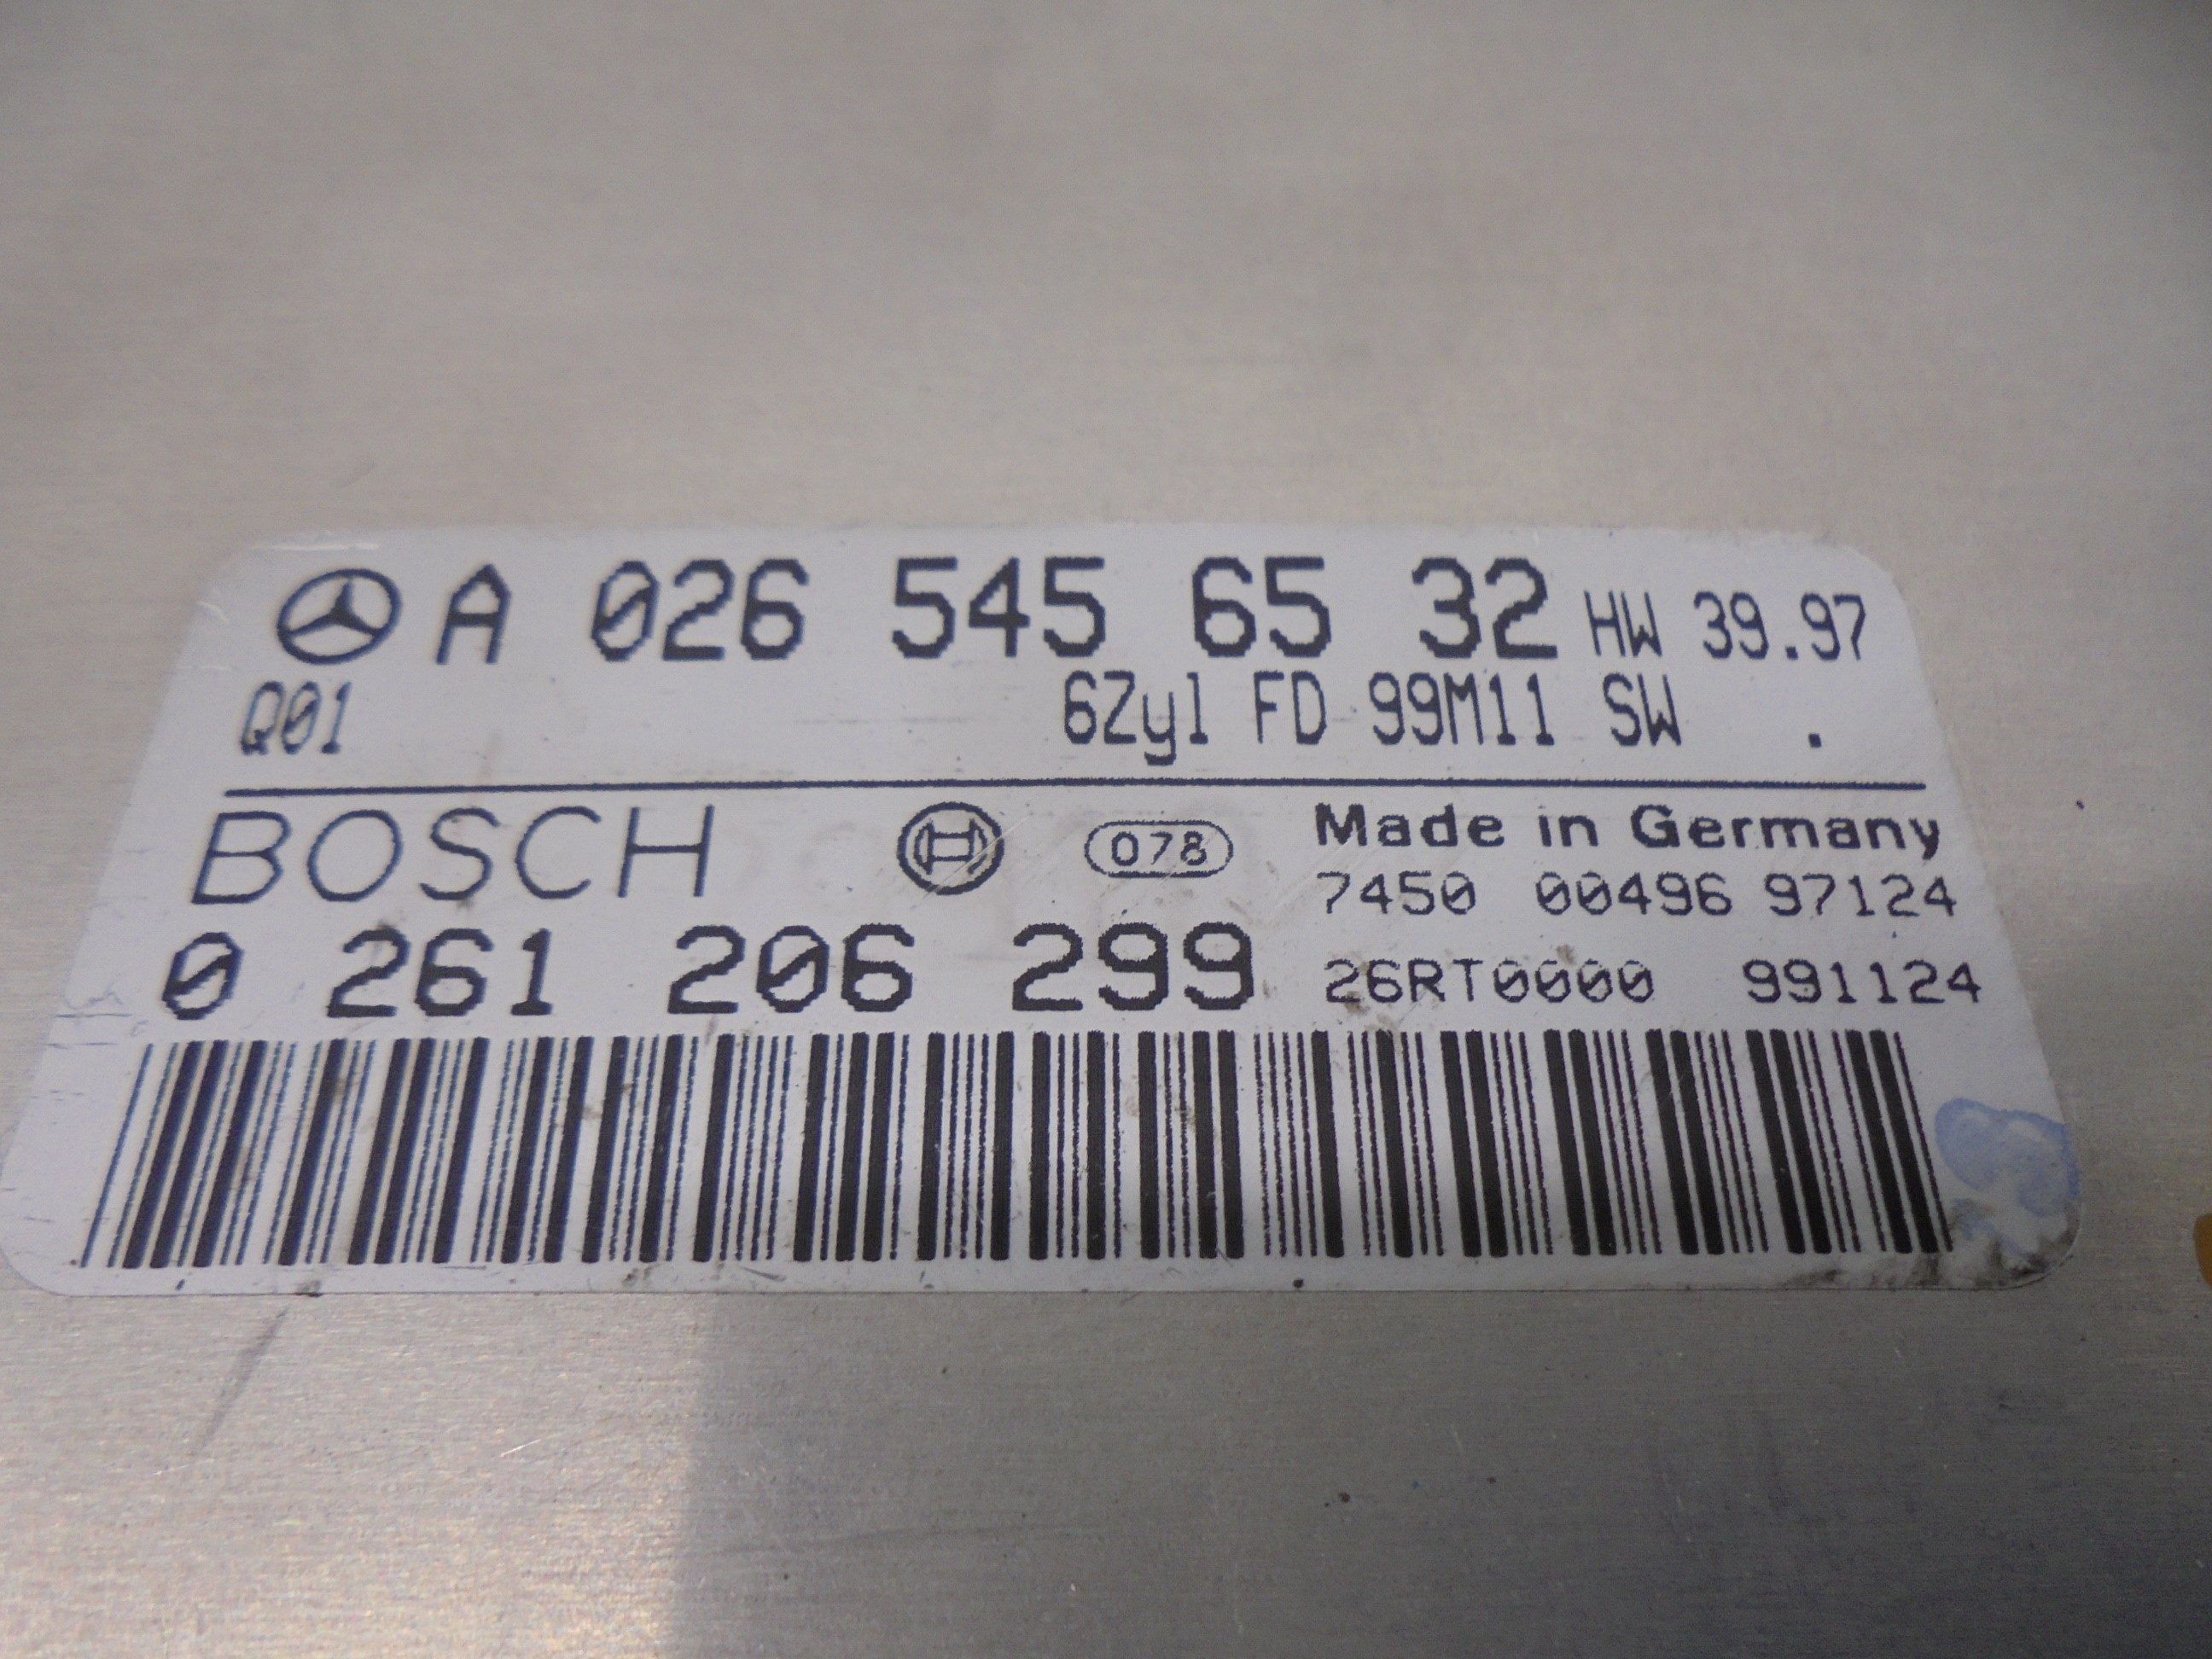 A 026 545 65 32 HW 39.97
Q01 6Zyl FD 99M11 SW .
BOSCH 078 Made in Germany
7450 00496 97124
0 261 206 299 26RT0000 991124